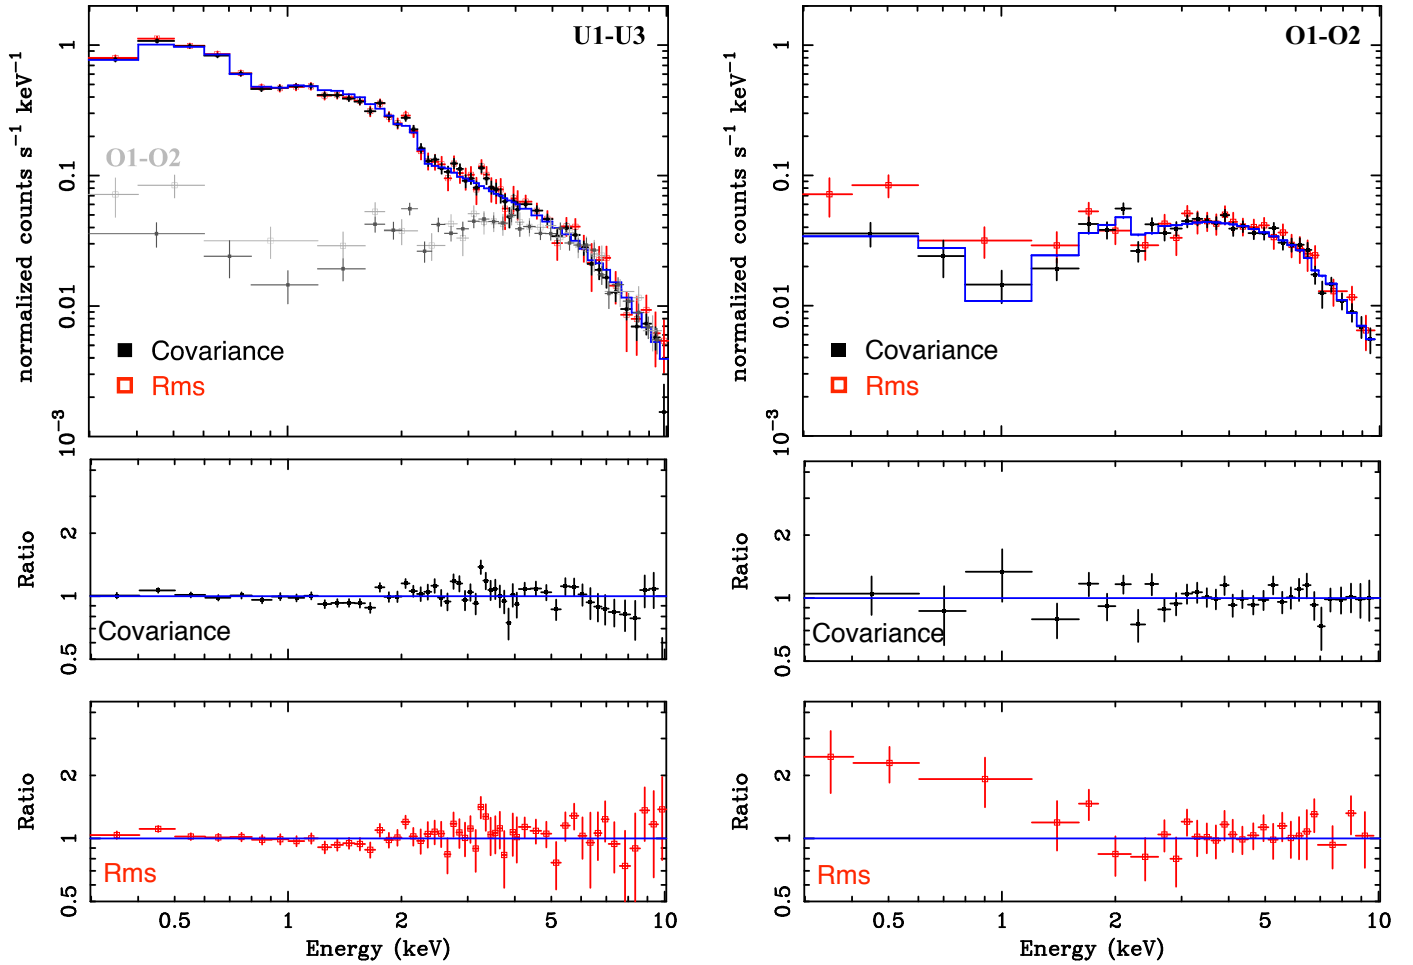 U1-U3
normalized counts s⁻¹ keV⁻¹
1
0.1
0.01
10⁻³
O1-O2
Covariance
Rms
Ratio
2
1
0.5
Covariance
Ratio
2
1
0.5
Rms
0.5 1 2 5 10
Energy (keV)
O1-O2
normalized counts s⁻¹ keV⁻¹
1
0.1
0.01
10⁻³
Covariance
Rms
Ratio
2
1
0.5
Covariance
Ratio
2
1
0.5
Rms
0.5 1 2 5 10
Energy (keV)